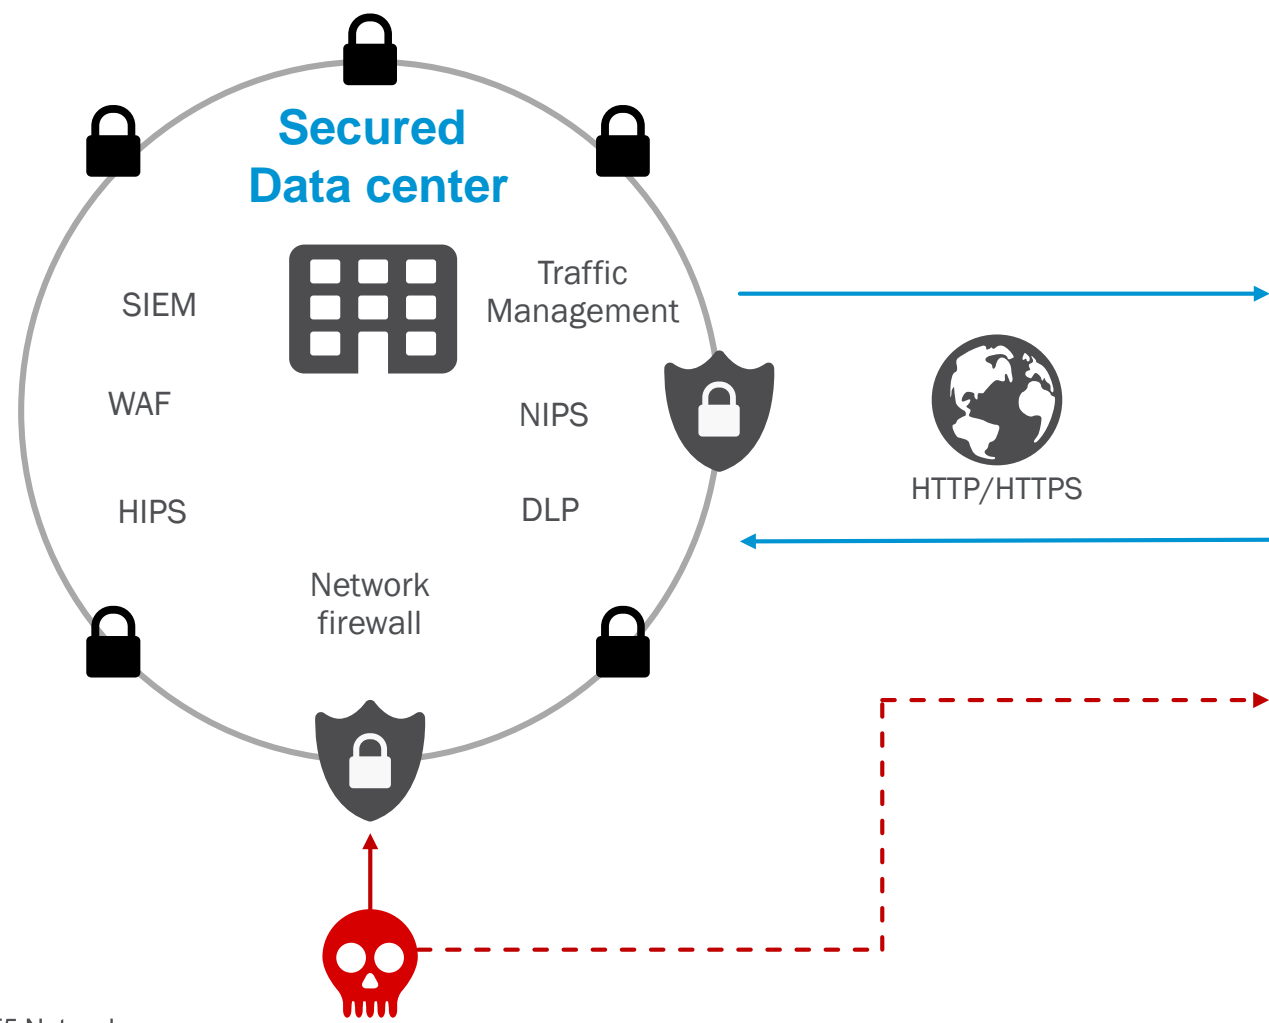 Secured
Data center
Traffic
Management
SIEM
WAF
NIPS
HTTP/HTTPS
HIPS
DLP
Network
firewall